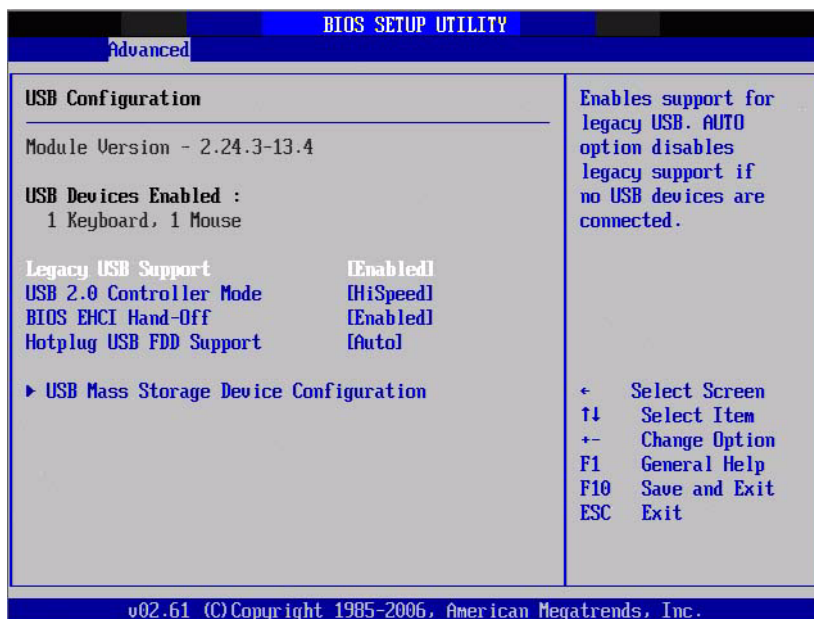 BIOS SETUP UTILITY
Advanced
USB Configuration
Module Version - 2.24.3-13.4
USB Devices Enabled :
1 Keyboard, 1 Mouse
Legacy USB Support [Enabled]
USB 2.0 Controller Mode [HiSpeed]
BIOS EHCI Hand-Off [Enabled]
Hotplug USB FDD Support [Auto]
▶ USB Mass Storage Device Configuration
Enables support for
legacy USB. AUTO
option disables
legacy support if
no USB devices are
connected.
← Select Screen
↑↓ Select Item
+- Change Option
F1 General Help
F10 Save and Exit
ESC Exit
v02.61 (C)Copyright 1985-2006, American Megatrends, Inc.